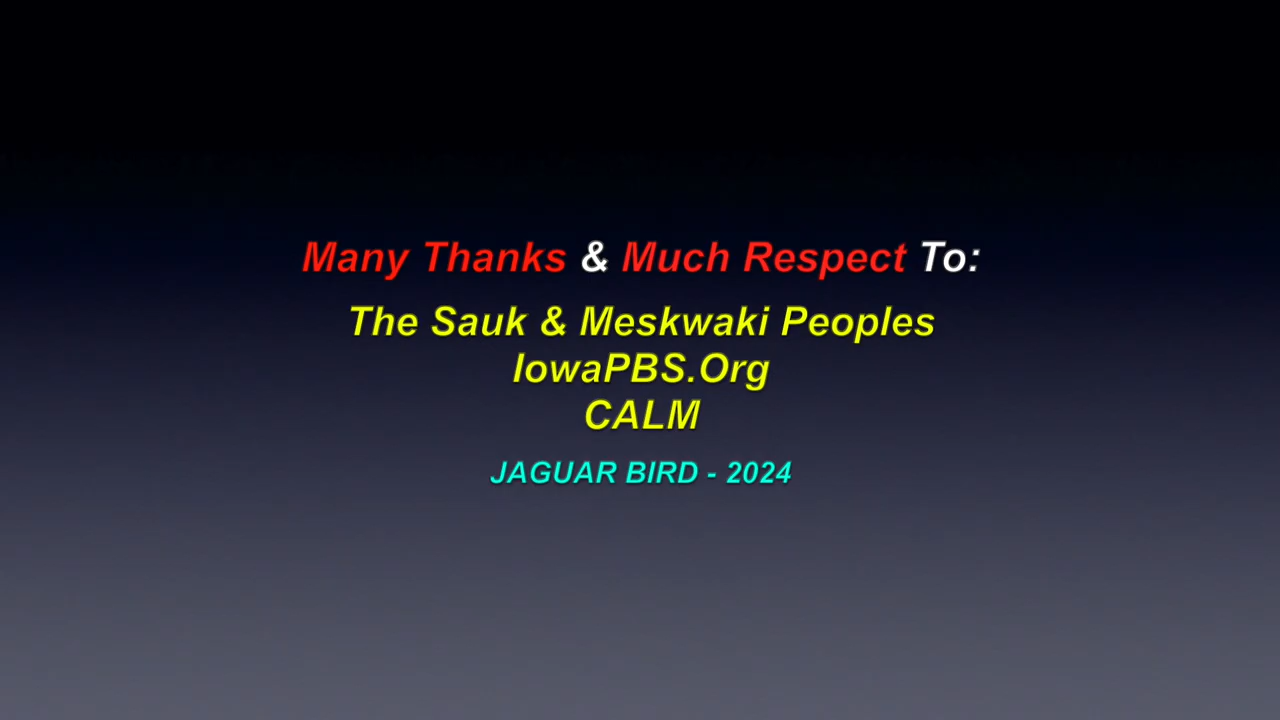 Many Thanks & Much Respect To:
The Sauk & Meskwaki Peoples
IowaPBS.Org
CALM
JAGUAR BIRD - 2024